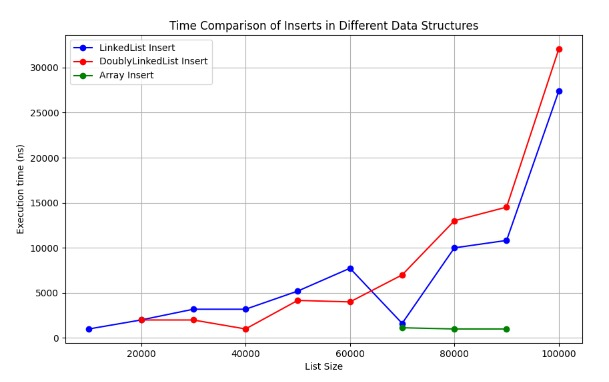 Time Comparison of Inserts in Different Data Structures
LinkedList Insert
DoublyLinkedList Insert
Array Insert
Execution time (ns)
30000
25000
20000
15000
10000
5000
0
20000 40000 60000 80000 100000
List Size